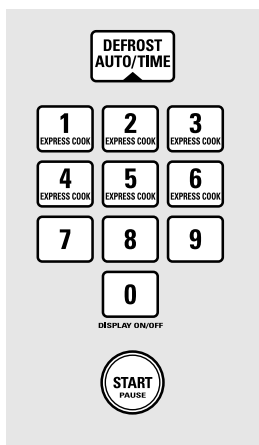 DEFROST
AUTO/TIME
1 2 3
EXPRESS COOK EXPRESS COOK EXPRESS COOK
4 5 6
EXPRESS COOK EXPRESS COOK EXPRESS COOK
7 8 9
0
DISPLAY ON/OFF
START
PAUSE